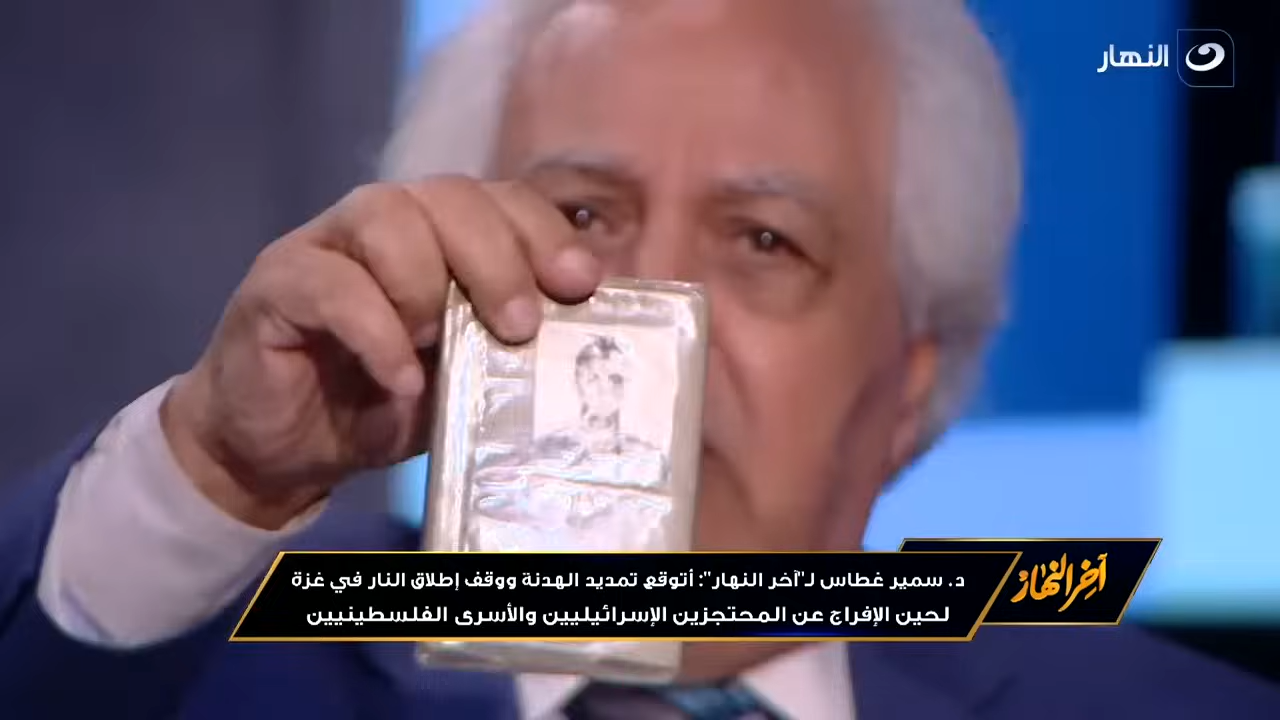 النهار
د. سمير غطاس لـ"آخر النهار": أتوقع تمديد الهدنة ووقف إطلاق النار في غزة
لحين الإفراج عن المحتجزين الإسرائيليين والأسرى الفلسطينيين
آخر النهار